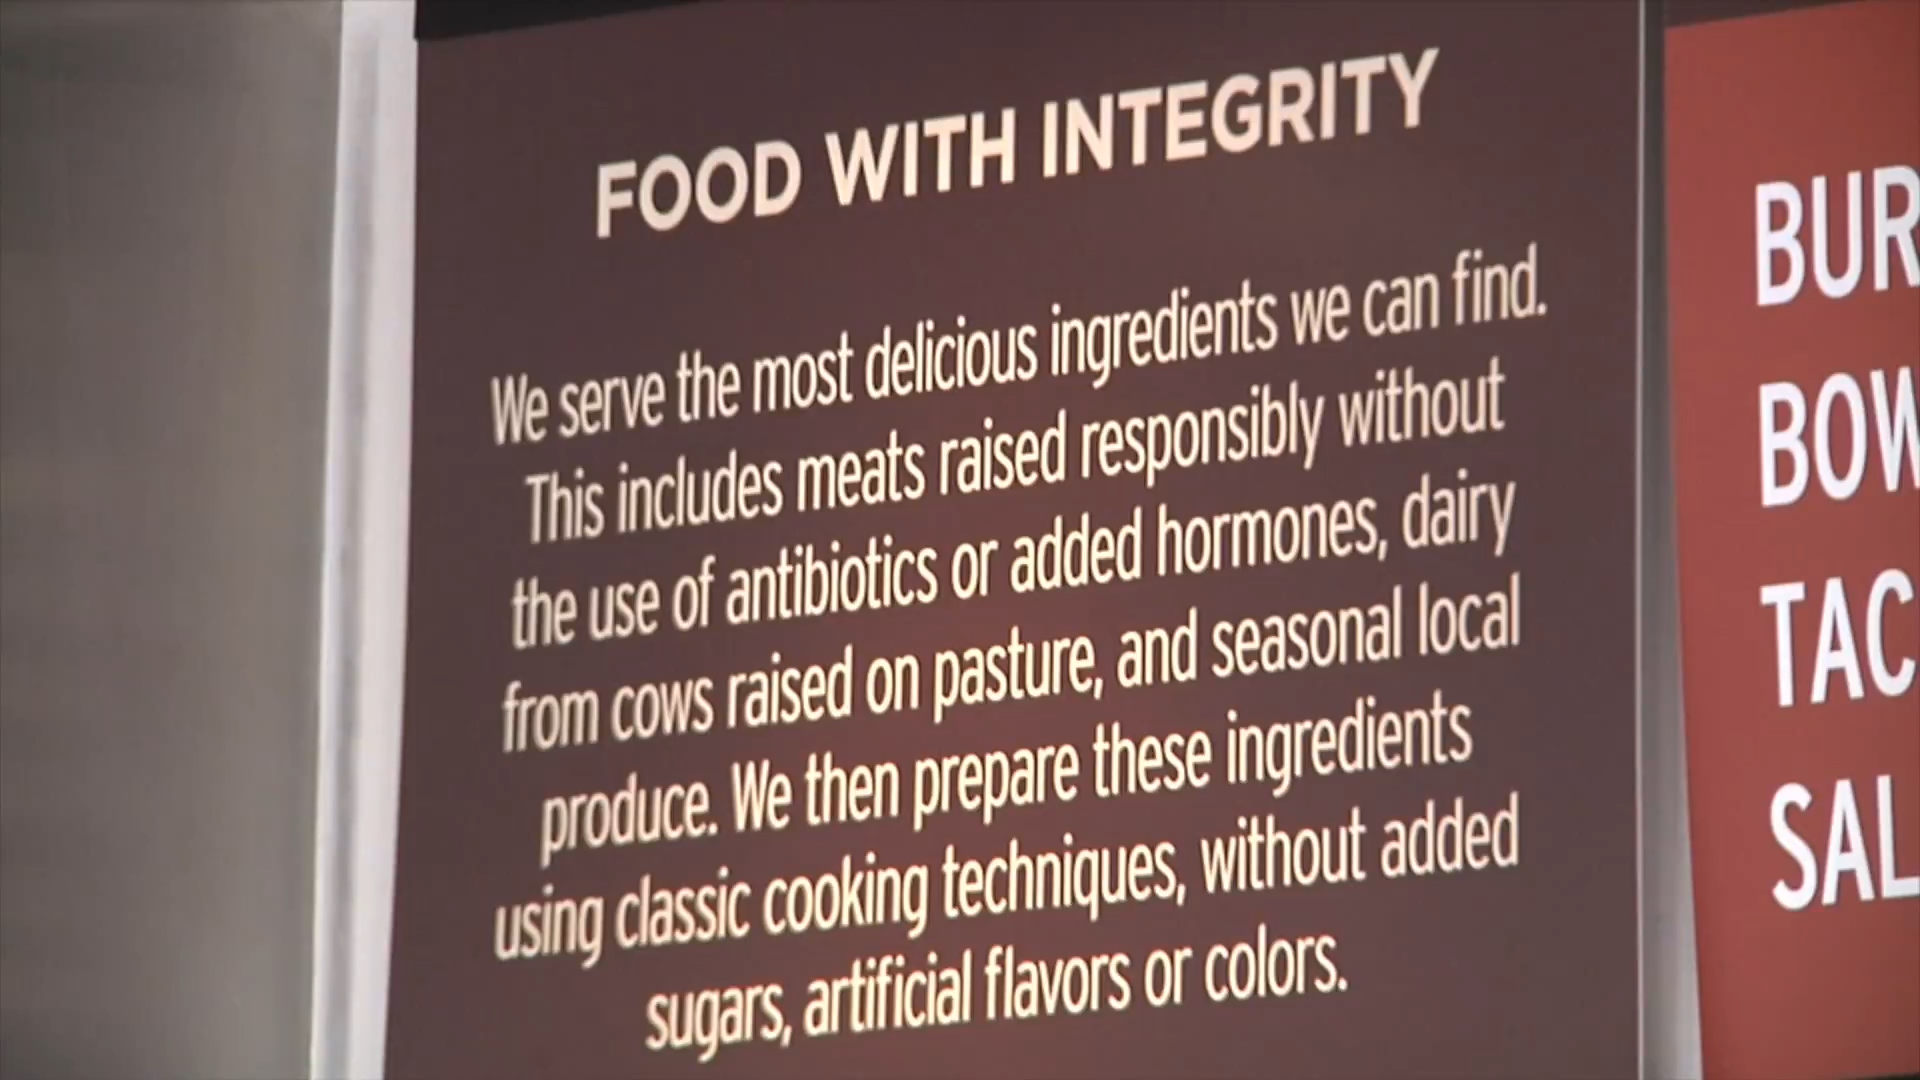 FOOD WITH INTEGRITY
We serve the most delicious ingredients we can find.
This includes meats raised responsibly without
the use of antibiotics or added hormones, dairy
from cows raised on pasture, and seasonal local
produce. We then prepare these ingredients
using classic cooking techniques, without added
sugars, artificial flavors or colors.
BUR
BOW
TAC
SAL